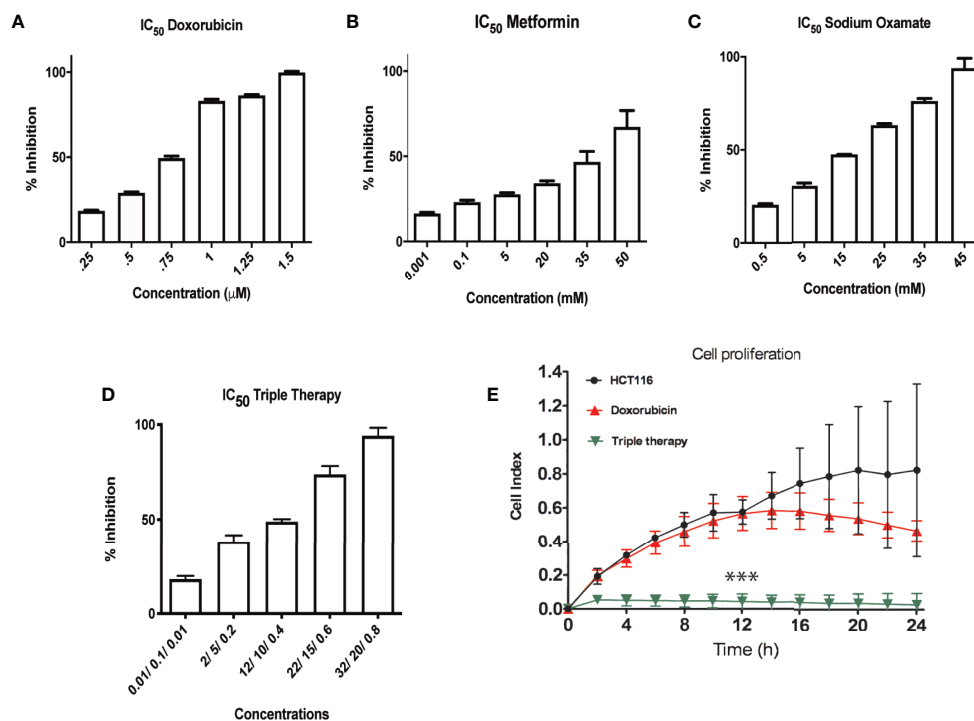 A
IC50 Doxorubicin
% Inhibition
100
50
0
.25 .5 .75 1 1.25 1.5
Concentration (μM)
B
IC50 Metformin
% Inhibition
100
50
0
0.001 0.1 5 20 35 50
Concentration (mM)
C
IC50 Sodium Oxamate
% Inhibition
100
50
0
0.5 5 15 25 35 45
Concentration (mM)
D
IC50 Triple Therapy
% Inhibition
100
50
0
0.01/ 0.1/ 0.01 2/ 5/ 0.2 12/ 10/ 0.4 22/ 15/ 0.6 32/ 20/ 0.8
Concentrations
E
Cell proliferation
HCT116
Doxorubicin
Triple therapy
Cell Index
1.4
1.2
1.0
0.8
0.6
0.4
0.2
0.0
***
0 4 8 12 16 20 24
Time (h)